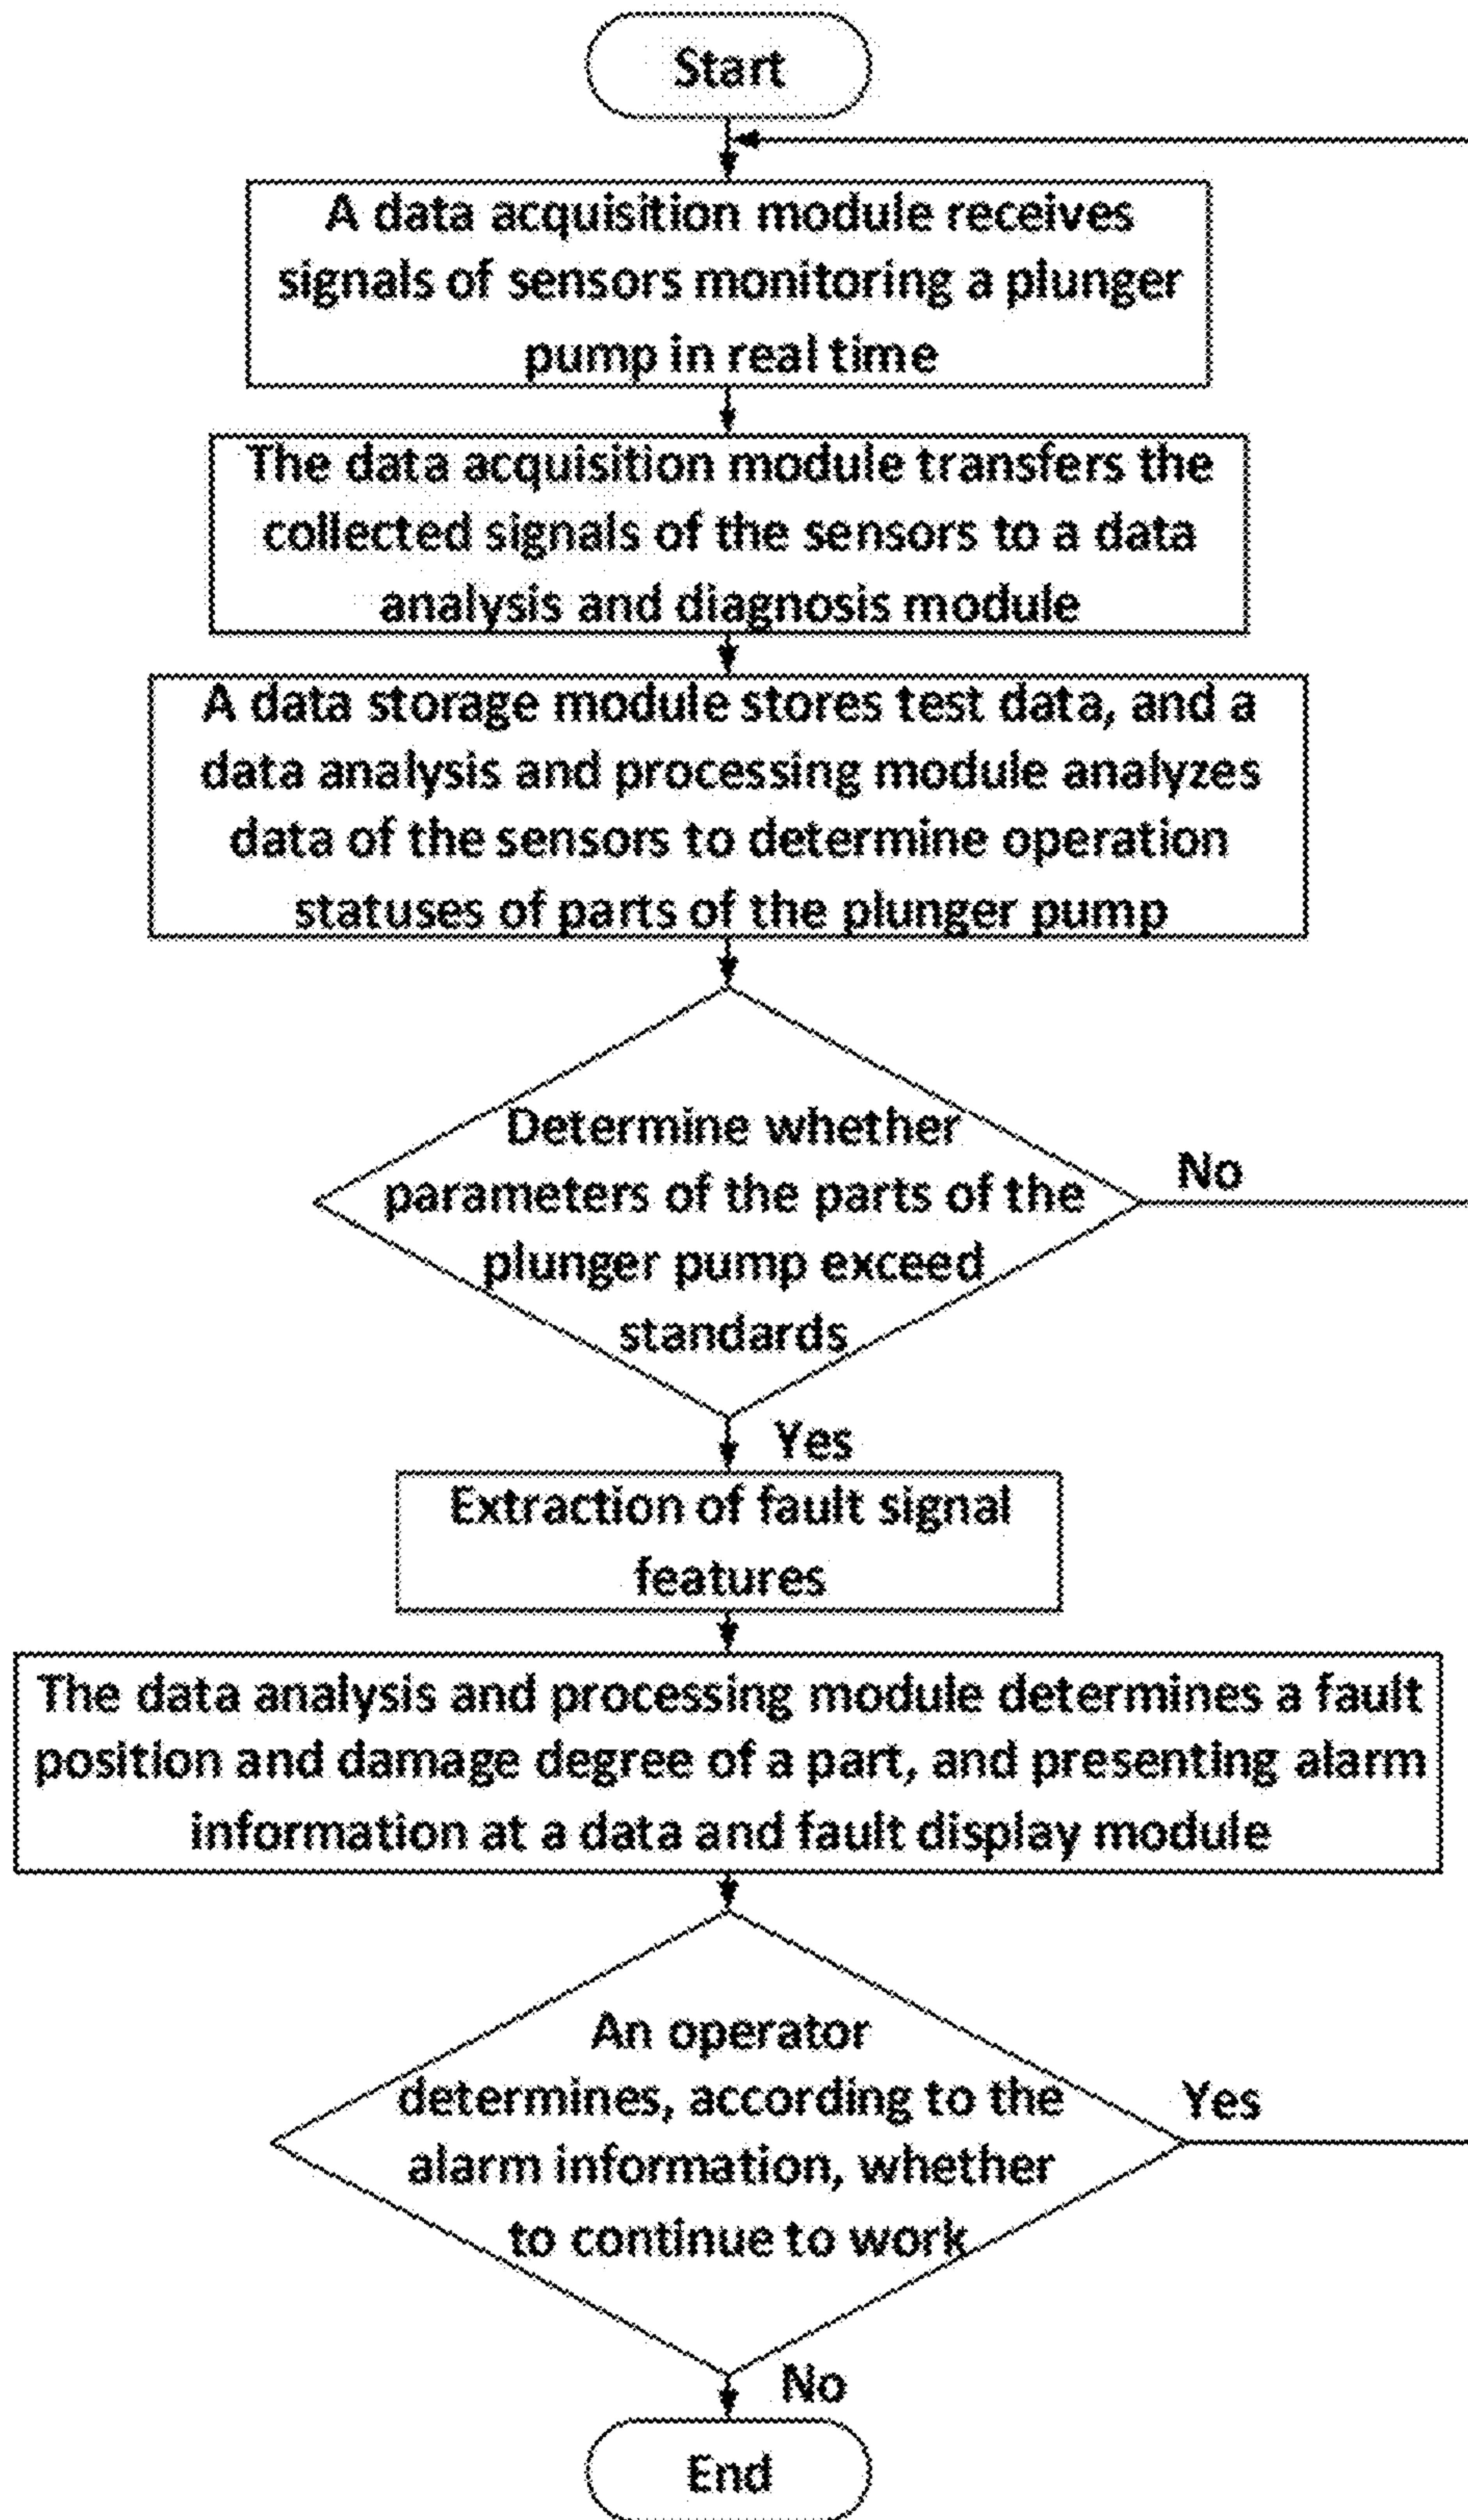 Start
A data acquisition module receives
signals of sensors monitoring a plunger
pump in real time
The data acquisition module transfers the
collected signals of the sensors to a data
analysis and diagnosis module
A data storage module stores test data, and a
data analysis and processing module analyzes
data of the sensors to determine operation
statuses of parts of the plunger pump
Determine whether
parameters of the parts of the
plunger pump exceed
standards
No
Yes
Extraction of fault signal
features
The data analysis and processing module determines a fault
position and damage degree of a part, and presenting alarm
information at a data and fault display module
An operator
determines, according to the
alarm information, whether
to continue to work
Yes
No
End